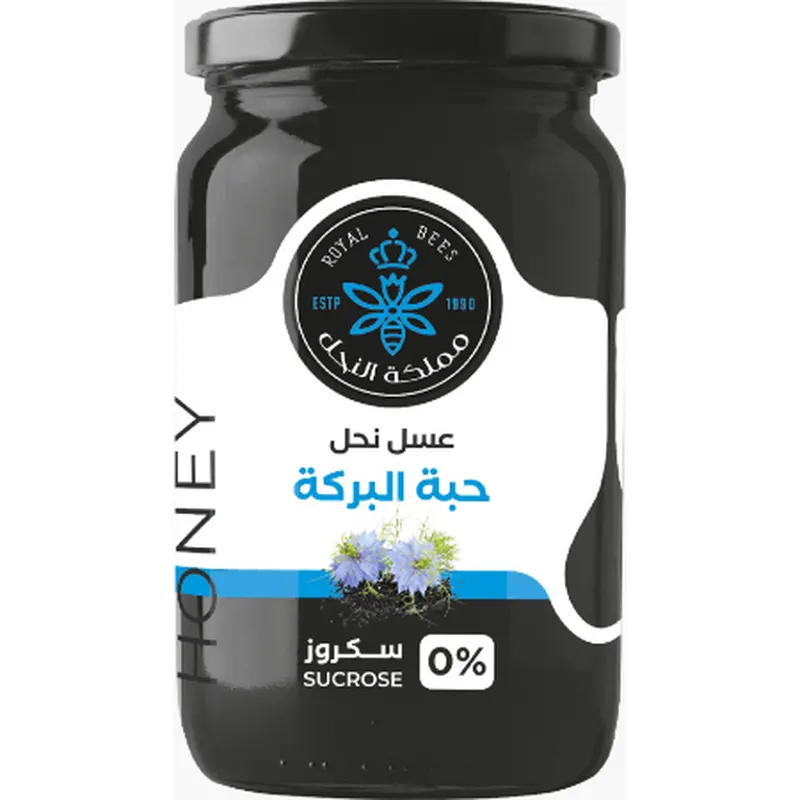 ROYAL BEES
ESTP 1990
مملكة النحل
عسل نحل
حبة البركة
HONEY
سكروز
SUCROSE
0%